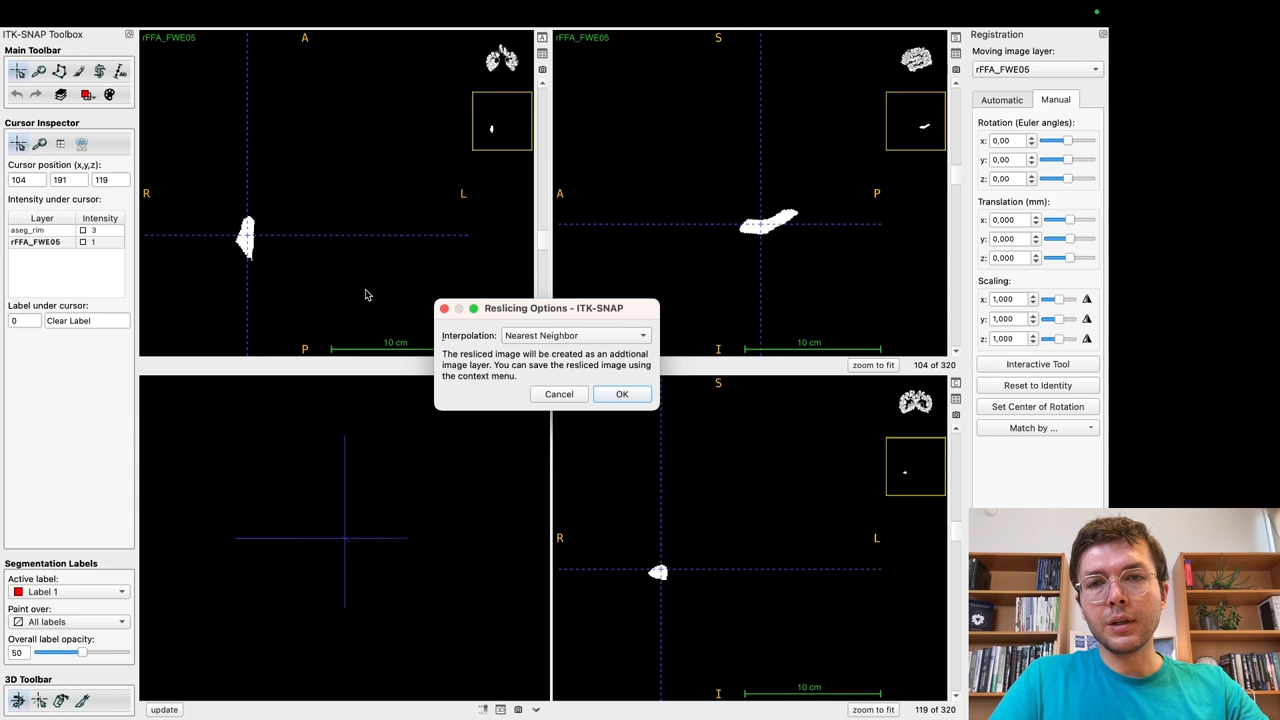 ITK-SNAP Toolbox
Main Toolbar
Cursor Inspector
Cursor position (x,y,z):
104 191 119
Intensity under cursor:
Layer Intensity
aseg_rim 3
rFFA_FWE05 1
Label under cursor:
0 Clear Label
Segmentation Labels
Active label:
Label 1
Paint over:
All labels
Overall label opacity:
50
3D Toolbar
rFFA_FWE05
A
R
L
P
10 cm
A
rFFA_FWE05
S
A
P
I
10 cm
S
zoom to fit 104 of 320
Reslicing Options - ITK-SNAP
Interpolation: Nearest Neighbor
The resliced image will be created as an addtional
image layer. You can save the resliced image using
the context menu.
Cancel OK
update
S
R
L
I
10 cm
C
zoom to fit 119 of 320
Registration
Moving image layer:
rFFA_FWE05
Automatic Manual
Rotation (Euler angles):
x: 0,00
y: 0,00
z: 0,00
Translation (mm):
x: 0,000
y: 0,000
z: 0,000
Scaling:
x: 1,000
y: 1,000
z: 1,000
Interactive Tool
Reset to Identity
Set Center of Rotation
Match by ...